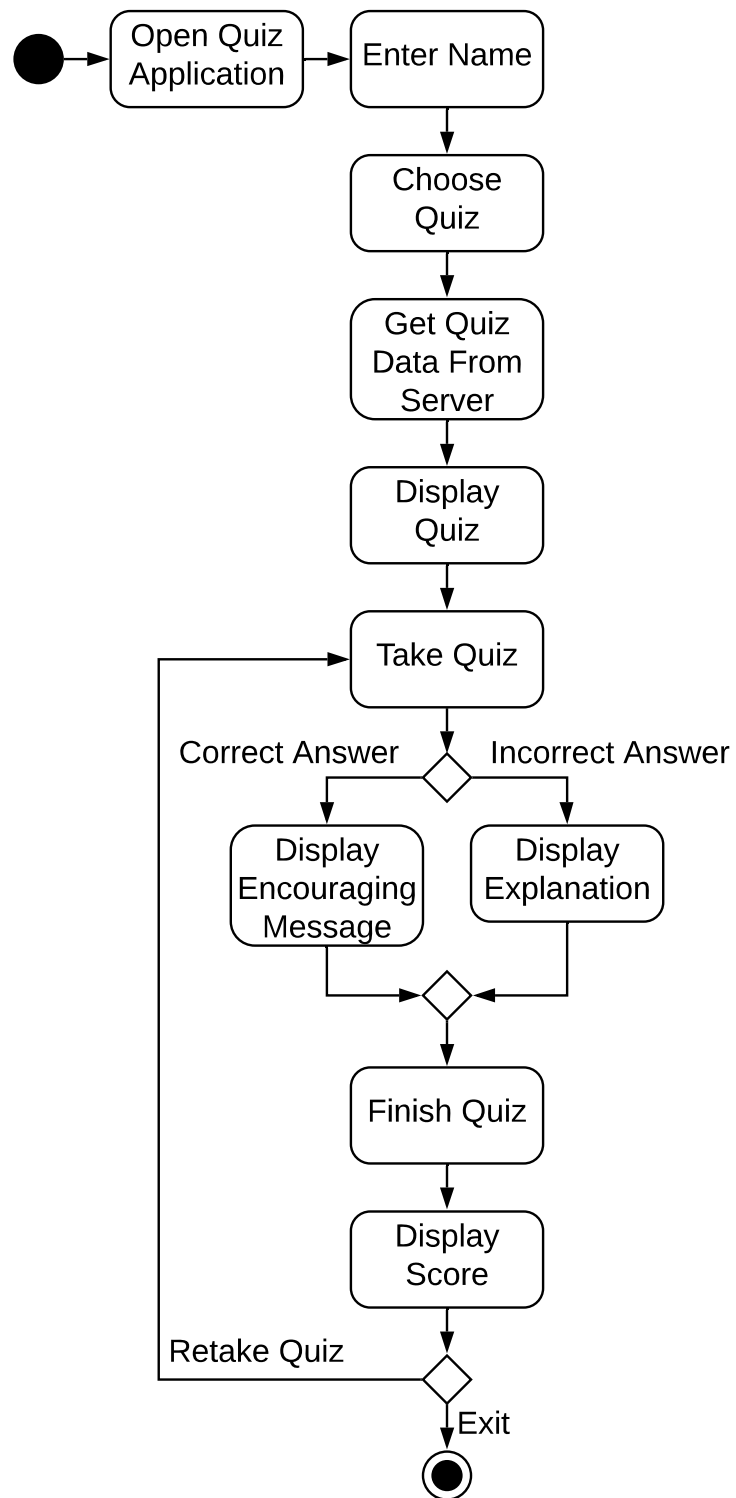 Open Quiz
Application
Enter Name
Choose
Quiz
Get Quiz
Data From
Server
Display
Quiz
Take Quiz
Correct Answer
Incorrect Answer
Display
Encouraging
Message
Display
Explanation
Finish Quiz
Display
Score
Retake Quiz
Exit